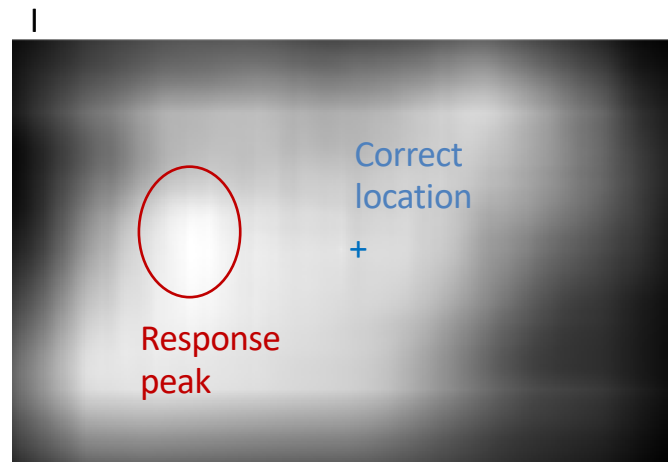 l
Correct
location
+
Response
peak